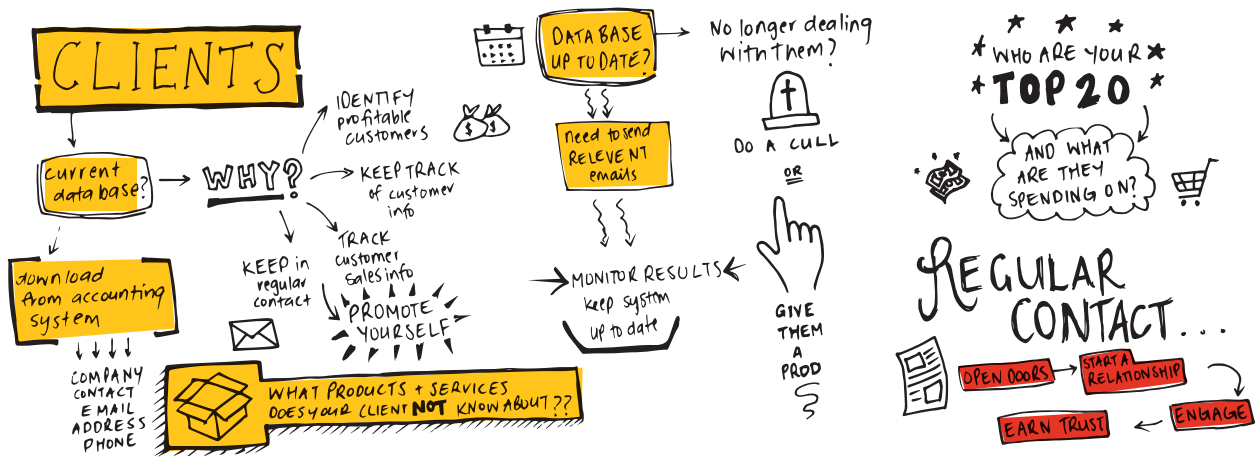 CLIENTS
current
database?
download
from accounting
system
COMPANY
CONTACT
EMAIL
ADDRESS
PHONE
WHY?
IDENTIFY
profitable
customers
KEEP TRACK
of customer
info
TRACK
customer
sales info
KEEP in
regular
contact
PROMOTE
YOURSELF
WHAT PRODUCTS + SERVICES
DOES YOUR CLIENT NOT KNOW ABOUT??
DATABASE
UP TO DATE?
need to send
RELEVENT
emails
MONITOR RESULTS
keep system
up to date
No longer dealing
with them?
DO A CULL
OR
GIVE
THEM
A
PROD
WHO ARE YOUR
TOP 20
AND WHAT
ARE THEY
SPENDING ON?
REGULAR
CONTACT...
OPEN DOORS
START A
RELATIONSHIP
ENGAGE
EARN TRUST